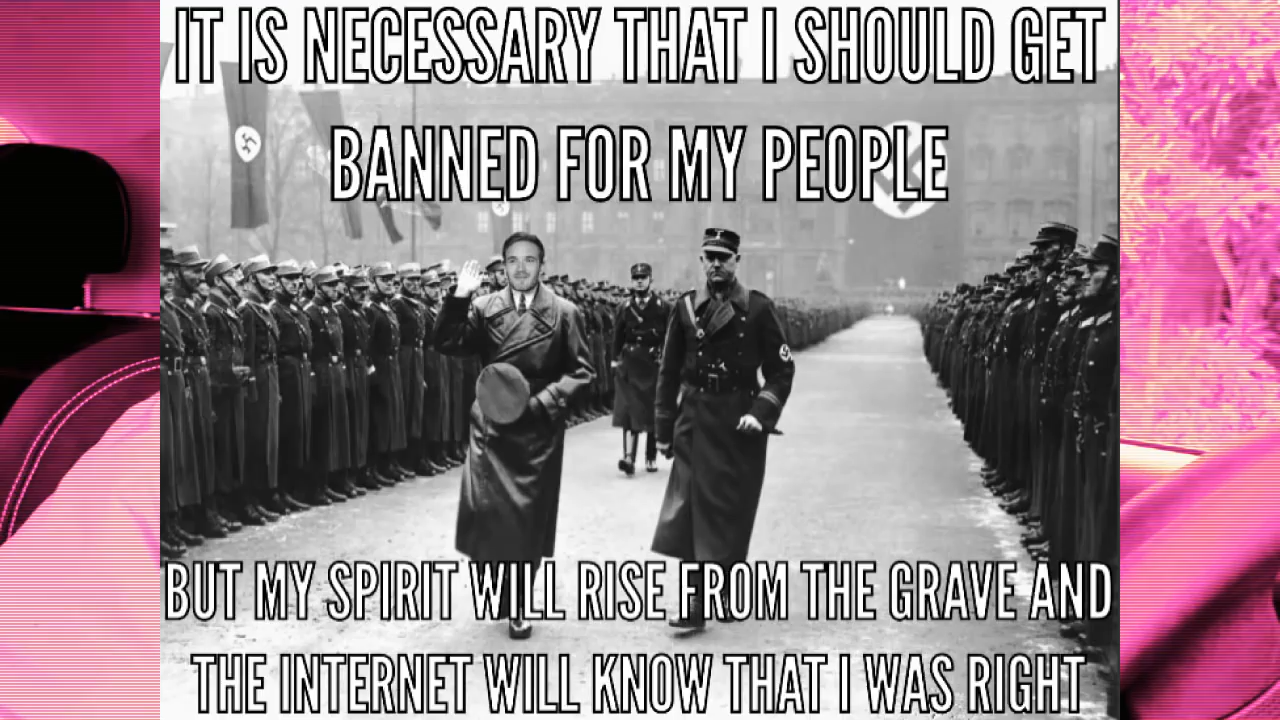 IT IS NECESSARY THAT I SHOULD GET
BANNED FOR MY PEOPLE
BUT MY SPIRIT WILL RISE FROM THE GRAVE AND
THE INTERNET WILL KNOW THAT I WAS RIGHT